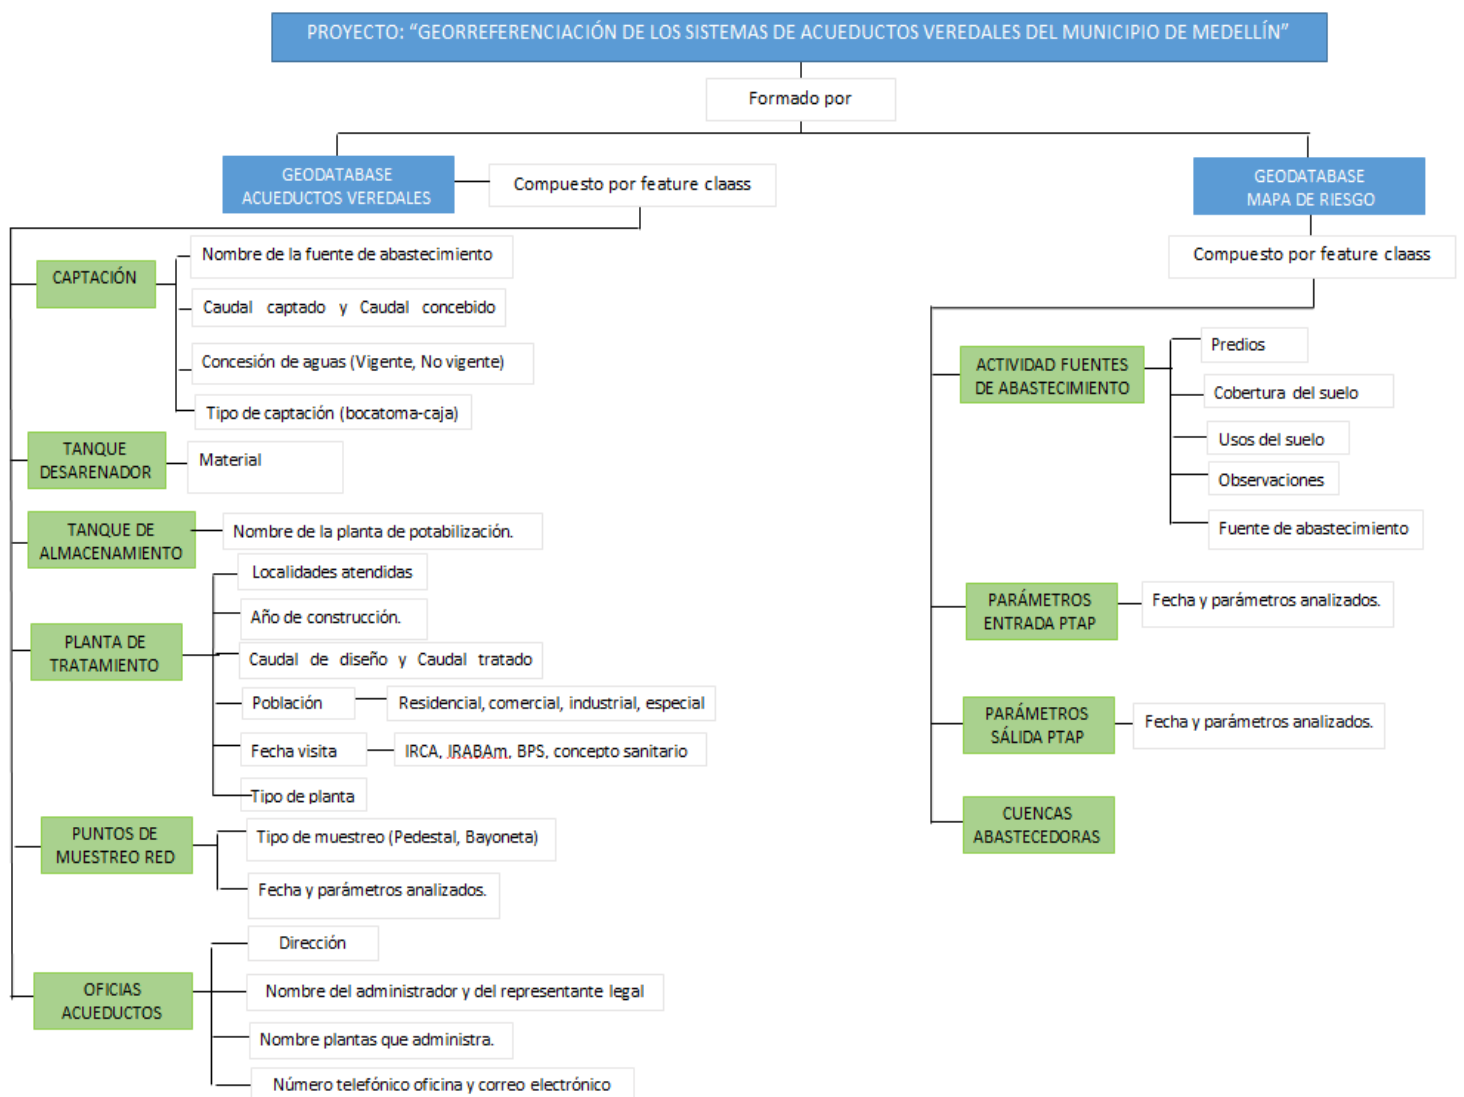 PROYECTO: “GEORREFERENCIACIÓN DE LOS SISTEMAS DE ACUEDUCTOS VEREDALES DEL MUNICIPIO DE MEDELLÍN”
Formado por
GEODATABASE
ACUEDUCTOS VEREDALES
Compuesto por feature claass
CAPTACIÓN
Nombre de la fuente de abastecimiento
Caudal captado y Caudal concebido
Concesión de aguas (Vigente, No vigente)
Tipo de captación (bocatoma-caja)
TANQUE
DESARENADOR
Material
TANQUE DE
ALMACENAMIENTO
Nombre de la planta de potabilización.
PLANTA DE
TRATAMIENTO
Localidades atendidas
Año de construcción.
Caudal de diseño y Caudal tratado
Población
Residencial, comercial, industrial, especial
Fecha visita
IRCA, IRABAm, BPS, concepto sanitario
Tipo de planta
PUNTOS DE
MUESTREO RED
Tipo de muestreo (Pedestal, Bayoneta)
Fecha y parámetros analizados.
OFICIAS
ACUEDUCTOS
Dirección
Nombre del administrador y del representante legal
Nombre plantas que administra.
Número telefónico oficina y correo electrónico
GEODATABASE
MAPA DE RIESGO
Compuesto por feature claass
ACTIVIDAD FUENTES
DE ABASTECIMIENTO
Predios
Cobertura del suelo
Usos del suelo
Observaciones
Fuente de abastecimiento
PARÁMETROS
ENTRADA PTAP
Fecha y parámetros analizados.
PARÁMETROS
SÁLIDA PTAP
Fecha y parámetros analizados.
CUENCAS
ABASTECEDORAS